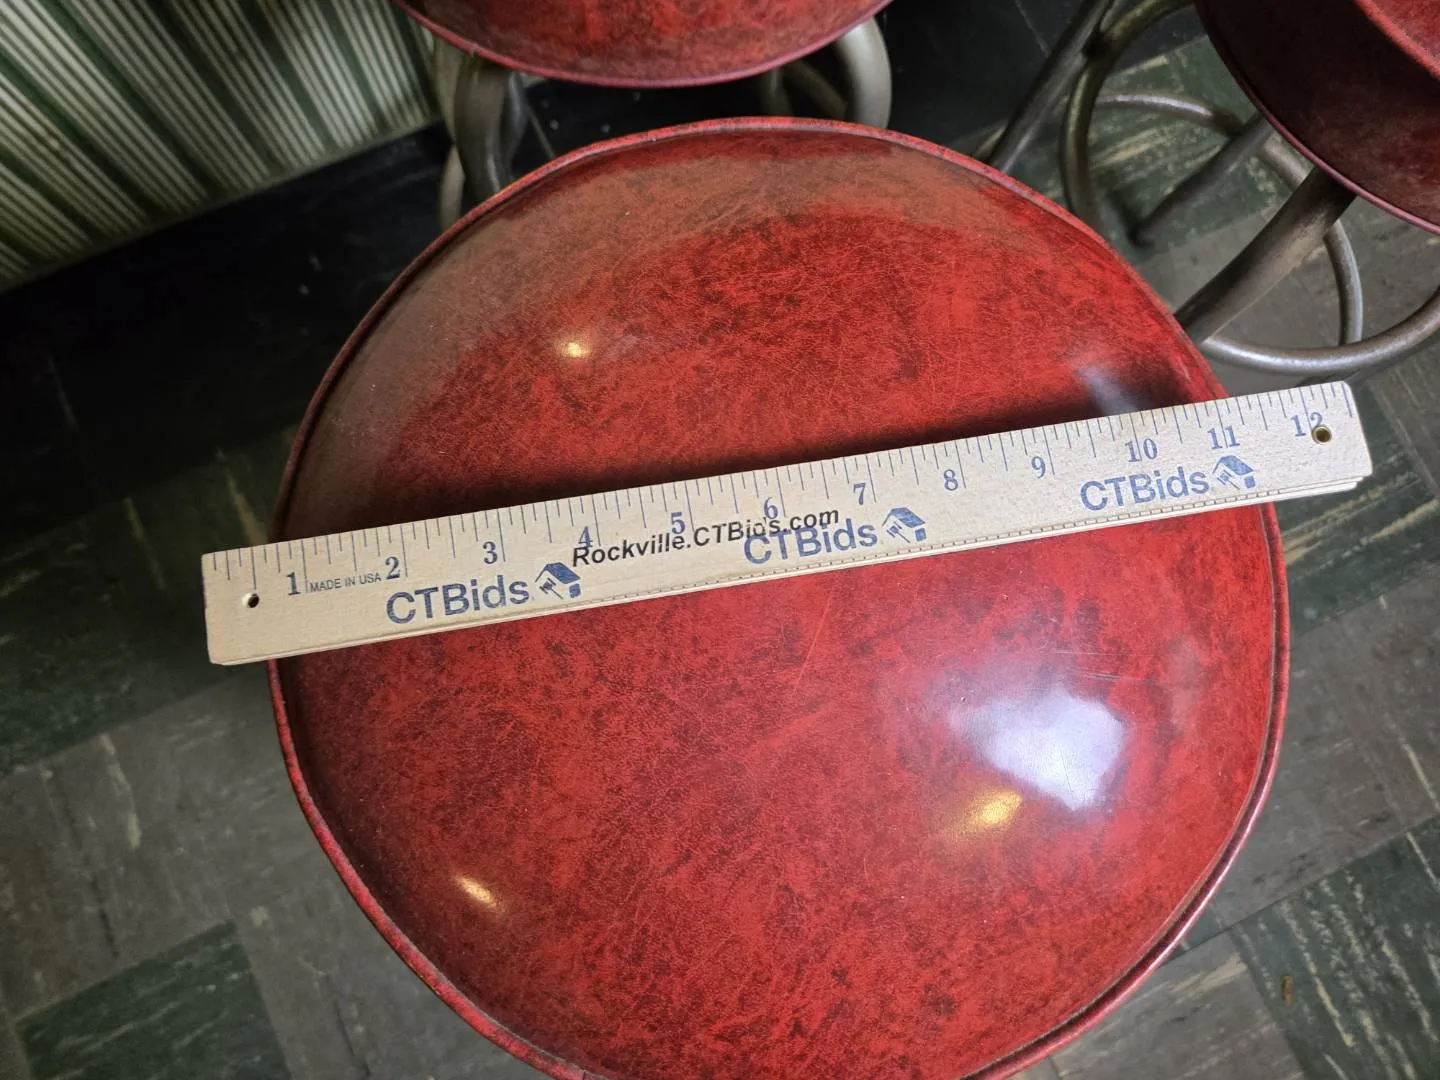 1 2 3 4 5 6 7 8 9 10 11 12
MADE IN USA
Rockville.CTBids.com
CTBids CTBids CTBids